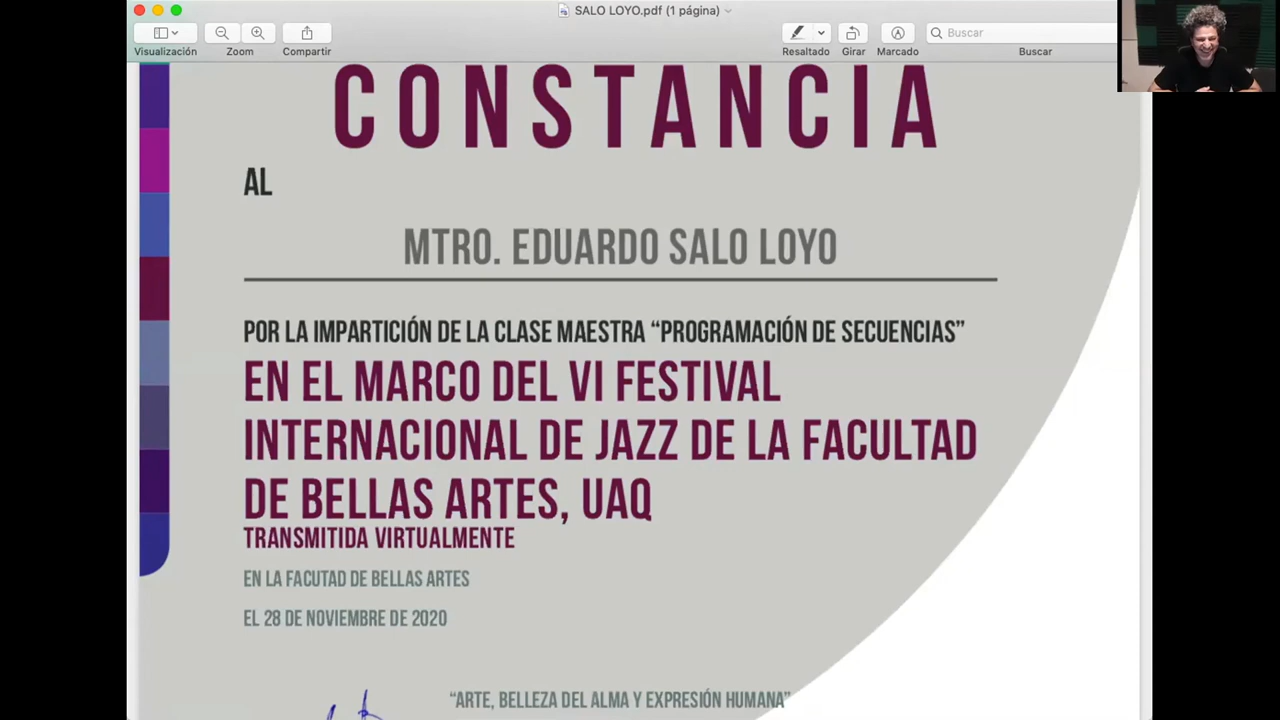 SALO LOYO.pdf (1 página)
Visualización
Zoom
Compartir
Resaltado
Girar
Marcado
Buscar
Buscar
CONSTANCIA
AL
MTRO. EDUARDO SALO LOYO
POR LA IMPARTICIÓN DE LA CLASE MAESTRA “PROGRAMACIÓN DE SECUENCIAS”
EN EL MARCO DEL VI FESTIVAL
INTERNACIONAL DE JAZZ DE LA FACULTAD
DE BELLAS ARTES, UAQ
TRANSMITIDA VIRTUALMENTE
EN LA FACUTAD DE BELLAS ARTES
EL 28 DE NOVIEMBRE DE 2020
“ARTE, BELLEZA DEL ALMA Y EXPRESIÓN HUMANA”